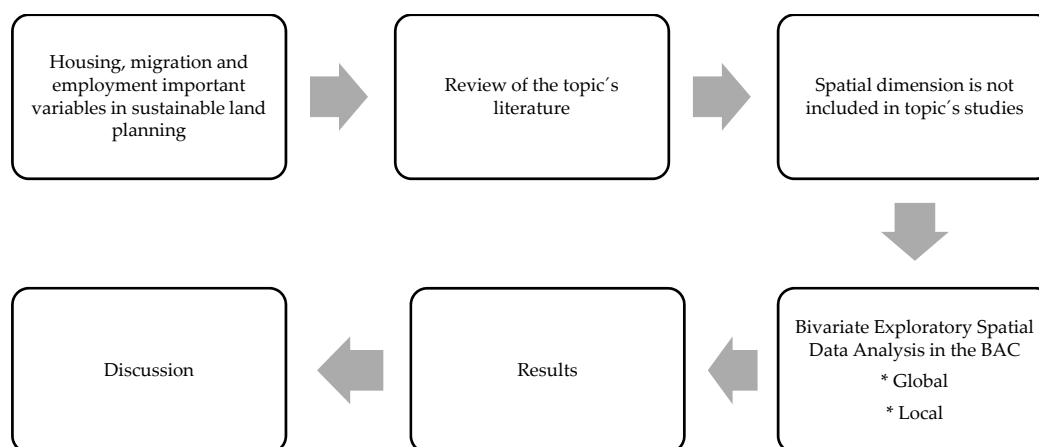 Housing, migration and
employment important
variables in sustainable land
planning
Review of the topic´s
literature
Spatial dimension is not
included in topic´s studies
Bivariate Exploratory Spatial
Data Analysis in the BAC
* Global
* Local
Results
Discussion